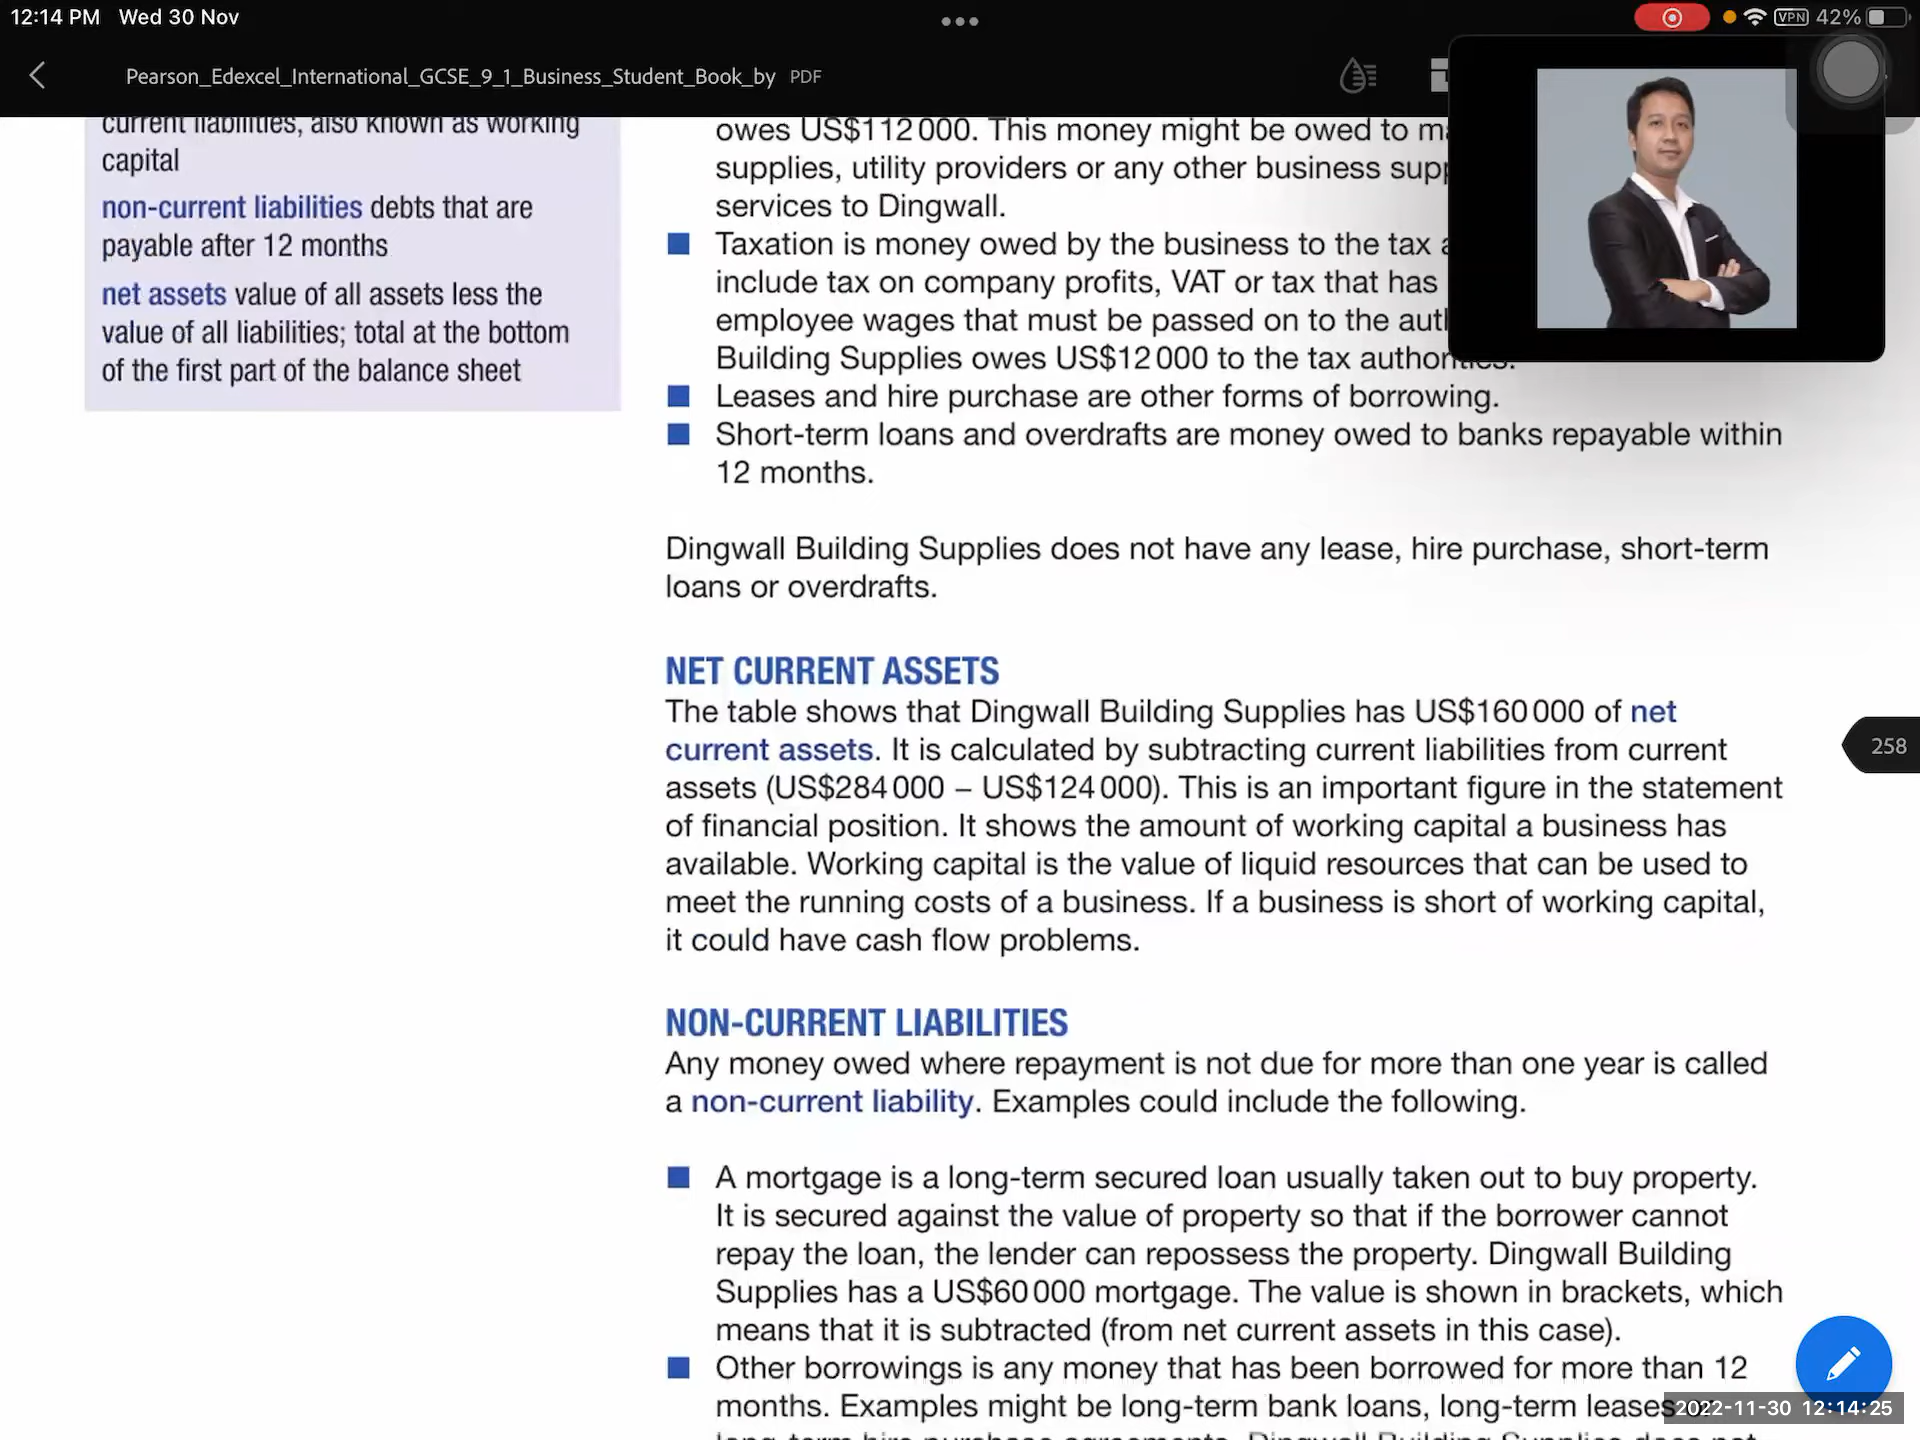 12:14 PM Wed 30 Nov
VPN 42%
Pearson_Edexcel_International_GCSE_9_1_Business_Student_Book_by PDF
current liabilities, also known as working
capital
non-current liabilities debts that are
payable after 12 months
net assets value of all assets less the
value of all liabilities; total at the bottom
of the first part of the balance sheet
owes US$112 000. This money might be owed to
supplies, utility providers or any other business
services to Dingwall.
Taxation is money owed by the business to the tax
include tax on company profits, VAT or tax that has
employee wages that must be passed on to the
Building Supplies owes US$12 000 to the tax authorities.
Leases and hire purchase are other forms of borrowing.
Short-term loans and overdrafts are money owed to banks repayable within
12 months.
Dingwall Building Supplies does not have any lease, hire purchase, short-term
loans or overdrafts.
NET CURRENT ASSETS
The table shows that Dingwall Building Supplies has US$160 000 of net
current assets. It is calculated by subtracting current liabilities from current
assets (US$284 000 – US$124 000). This is an important figure in the statement
of financial position. It shows the amount of working capital a business has
available. Working capital is the value of liquid resources that can be used to
meet the running costs of a business. If a business is short of working capital,
it could have cash flow problems.
258
NON-CURRENT LIABILITIES
Any money owed where repayment is not due for more than one year is called
a non-current liability. Examples could include the following.
A mortgage is a long-term secured loan usually taken out to buy property.
It is secured against the value of property so that if the borrower cannot
repay the loan, the lender can repossess the property. Dingwall Building
Supplies has a US$60 000 mortgage. The value is shown in brackets, which
means that it is subtracted (from net current assets in this case).
Other borrowings is any money that has been borrowed for more than 12
months. Examples might be long-term bank loans, long-term leases
2022-11-30 12:14:25